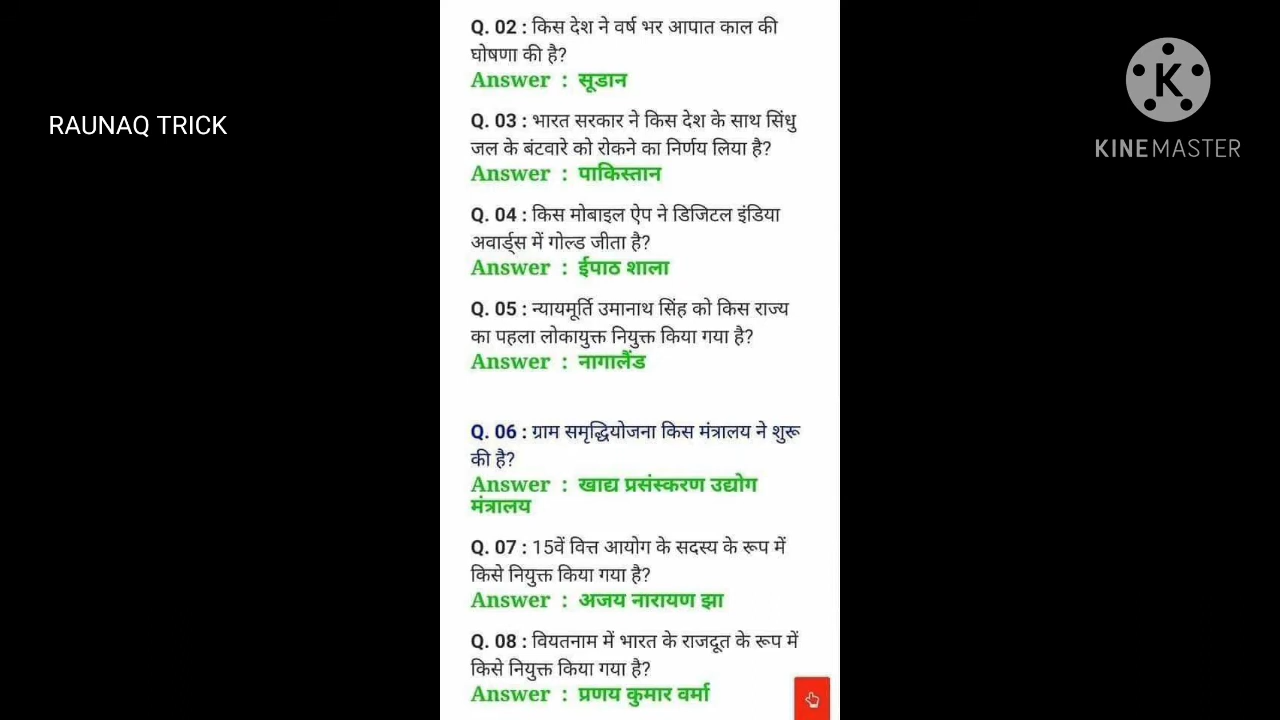 RAUNAQ TRICK
K
KINEMASTER
Q. 02 : किस देश ने वर्ष भर आपात काल की
घोषणा की है?
Answer : सूडान
Q. 03 : भारत सरकार ने किस देश के साथ सिंधु
जल के बंटवारे को रोकने का निर्णय लिया है?
Answer : पाकिस्तान
Q. 04 : किस मोबाइल ऐप ने डिजिटल इंडिया
अवार्ड्स में गोल्ड जीता है?
Answer : ईपाठ शाला
Q. 05 : न्यायमूर्ति उमानाथ सिंह को किस राज्य
का पहला लोकायुक्त नियुक्त किया गया है?
Answer : नागालैंड
Q. 06 : ग्राम समृद्धियोजना किस मंत्रालय ने शुरू
की है?
Answer : खाद्य प्रसंस्करण उद्योग
मंत्रालय
Q. 07 : 15वें वित्त आयोग के सदस्य के रूप में
किसे नियुक्त किया गया है?
Answer : अजय नारायण झा
Q. 08 : वियतनाम में भारत के राजदूत के रूप में
किसे नियुक्त किया गया है?
Answer : प्रणय कुमार वर्मा